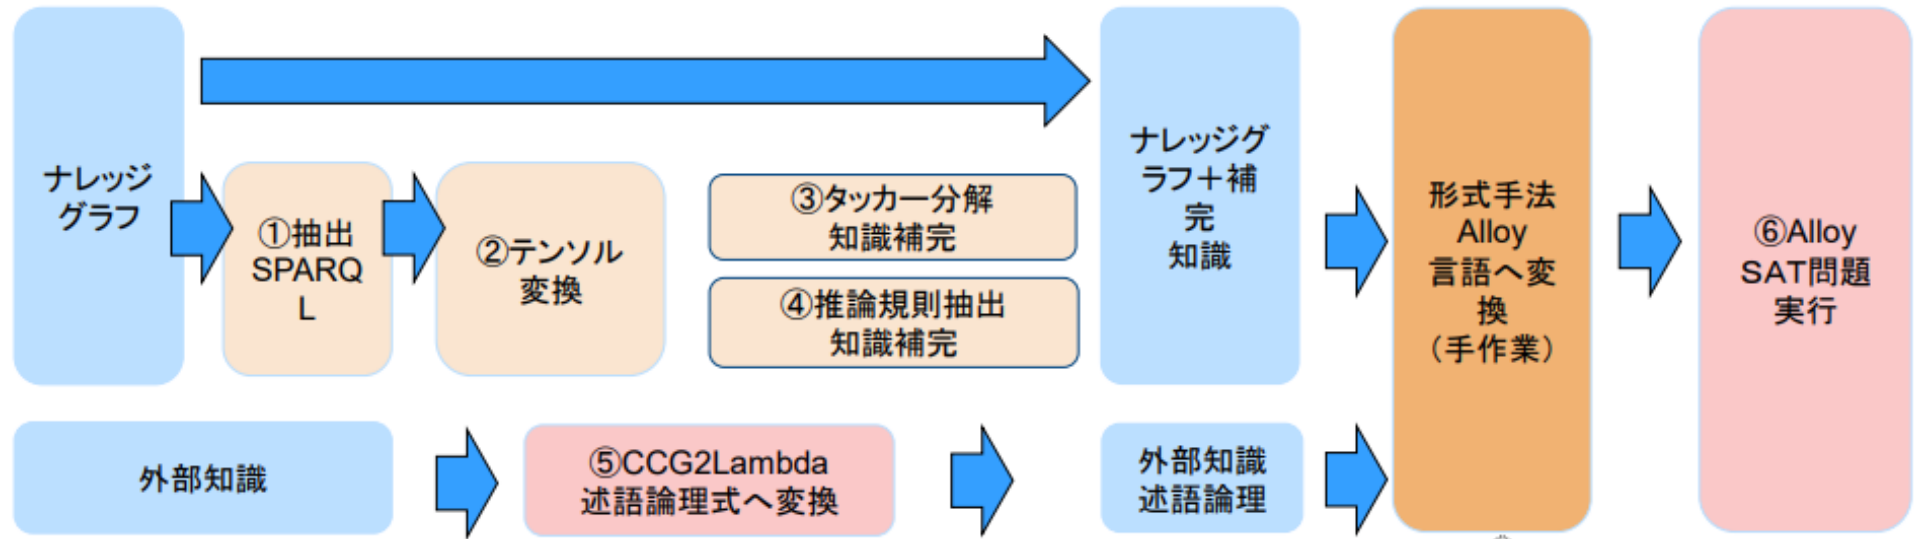 ナレッジ
グラフ
①抽出
SPARQ
L
②テンソル
変換
③タッカー分解
知識補完
④推論規則抽出
知識補完
ナレッジグ
ラフ＋補
完
知識
形式手法
Alloy
言語へ変
換
（手作業）
⑥Alloy
SAT問題
実行
外部知識
⑤CCG2Lambda
述語論理式へ変換
外部知識
述語論理